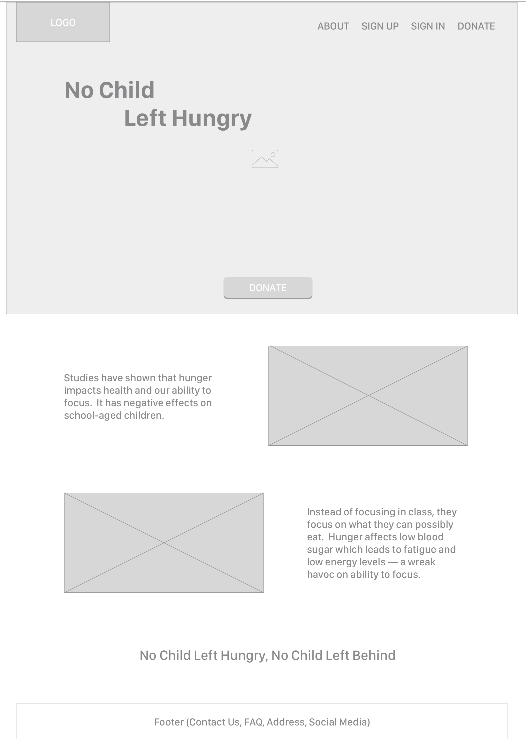 LOGO
ABOUT SIGN UP SIGN IN DONATE
No Child
Left Hungry
DONATE
Studies have shown that hunger
impacts health and our ability to
focus. It has negative effects on
school-aged children.
Instead of focusing in class, they
focus on what they can possibly
eat. Hunger affects low blood
sugar which leads to fatigue and
low energy levels — a wreak
havoc on ability to focus.
No Child Left Hungry, No Child Left Behind
Footer (Contact Us, FAQ, Address, Social Media)